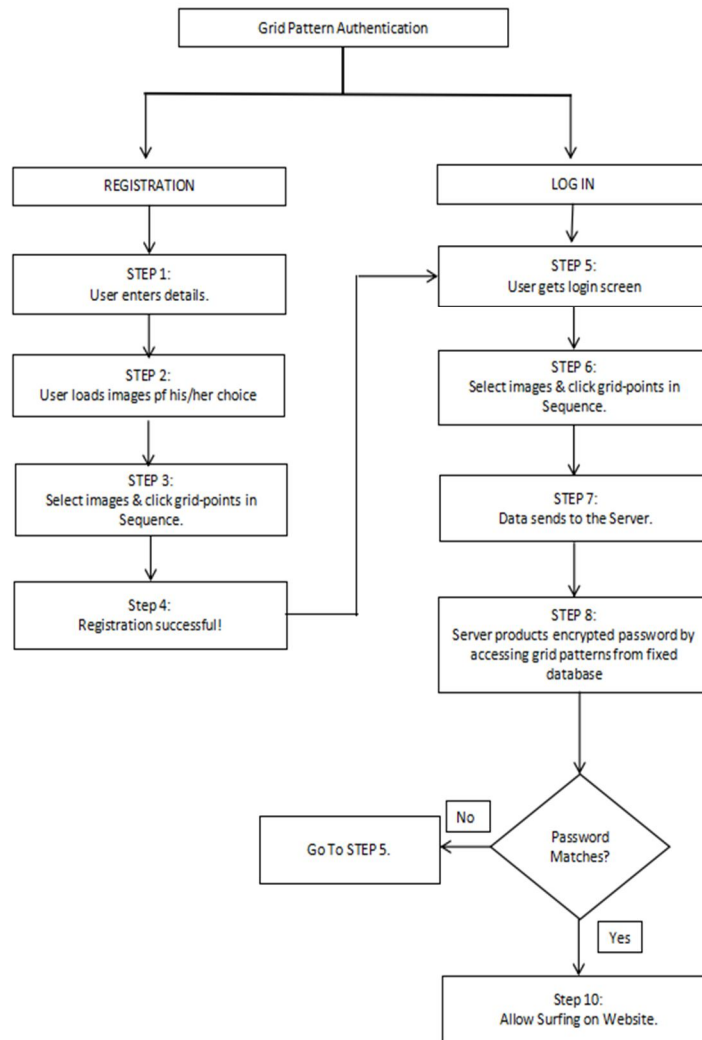 Grid Pattern Authentication
REGISTRATION
STEP 1:
User enters details.
STEP 2:
User loads images pf his/her choice
STEP 3:
Select images & click grid-points in
Sequence.
Step 4:
Registration successful!
LOG IN
STEP 5:
User gets login screen
STEP 6:
Select images & click grid-points in
Sequence.
STEP 7:
Data sends to the Server.
STEP 8:
Server products encrypted password by
accessing grid patterns from fixed
database
Password
Matches?
No
Go To STEP 5.
Yes
Step 10:
Allow Surfing on Website.